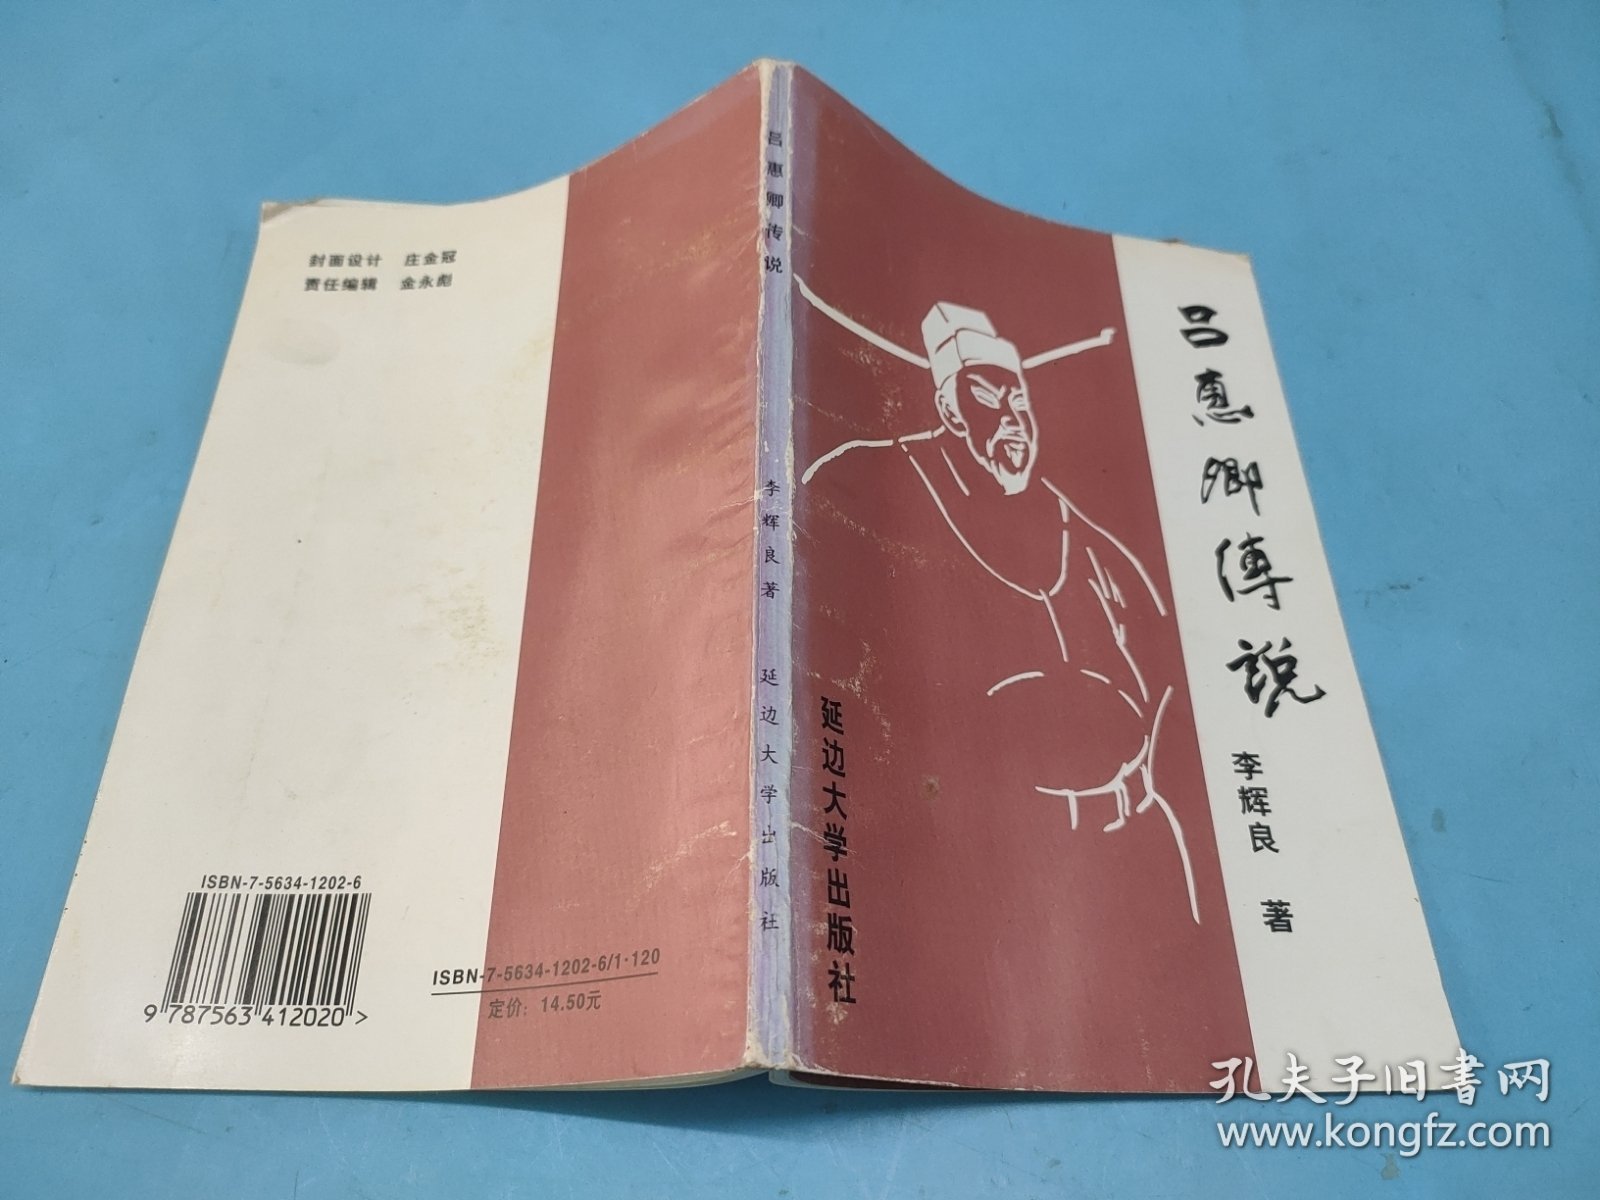 封面设计 庄金冠
责任编辑 金永彪
ISBN-7-5634-1202-6
9 787563 412020 >
ISBN-7-5634-1202-6/I·120
定价：14.50元
吕惠卿传说
李辉良著
延边大学出版社
吕惠卿傳說
李辉良 著
延边大学出版社
孔夫子旧书网
www.kongfz.com